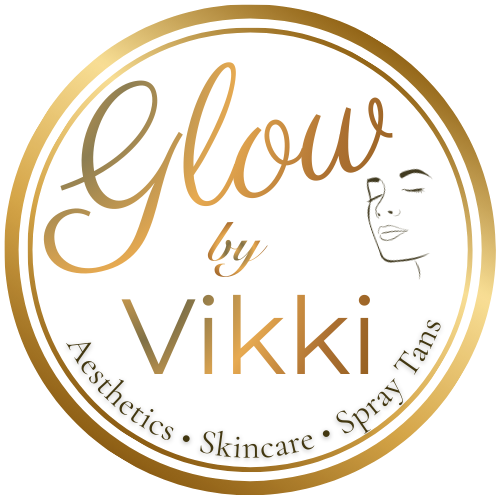 Glow
by
Vikki
Aesthetics • Skincare • Spray Tans